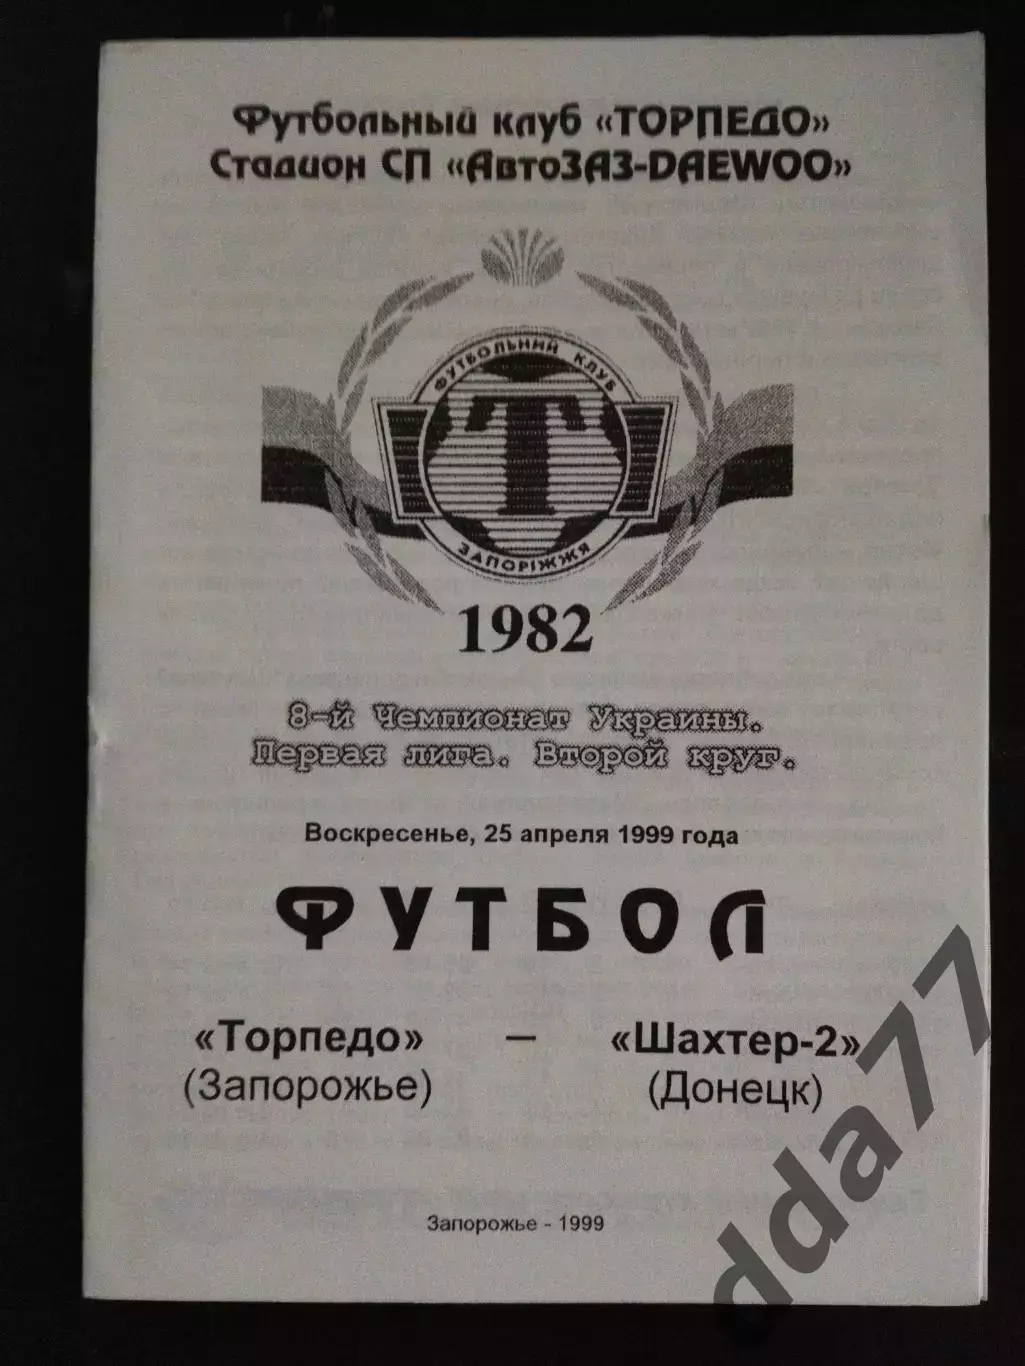 Футбольный клуб «ТОРПЕДО»
Стадион СП «АвтоЗАЗ-DAEWOO»
ФУТБОЛЬНИЙ КЛУБ
Т
ЗАПОРІЖЖЯ
1982
8-й Чемпионат Украины.
Первая лига. Второй круг.
Воскресенье, 25 апреля 1999 года
ФУТБОЛ
«Торпедо» – «Шахтер-2»
(Запорожье) (Донецк)
Запорожье - 1999
dda77